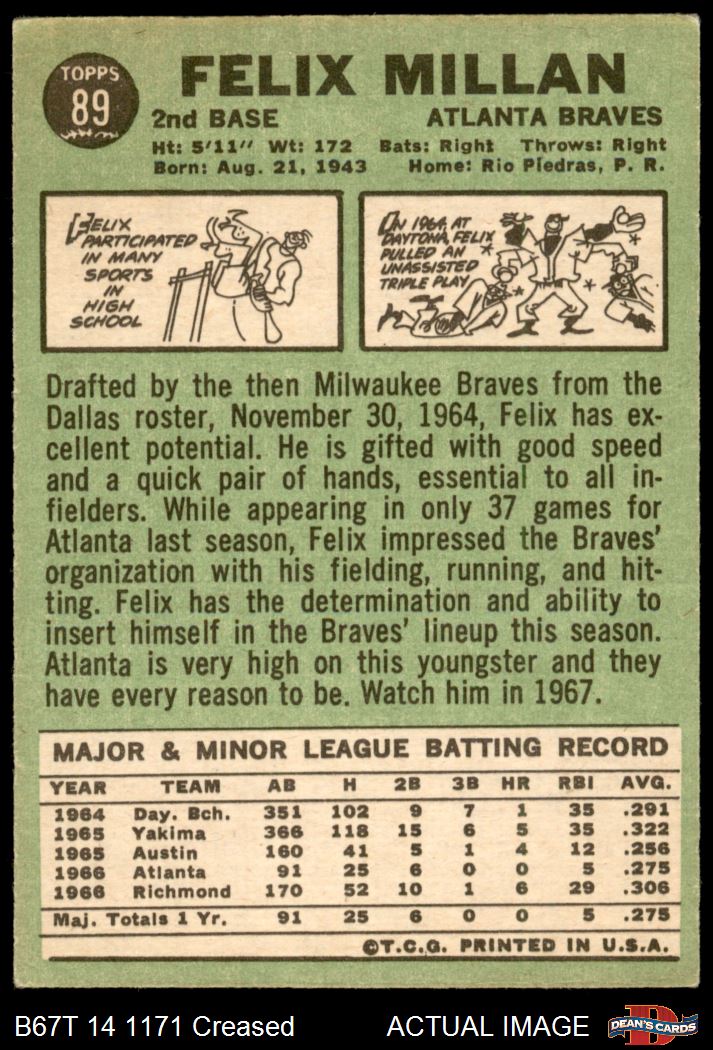 TOPPS
89
FELIX MILLAN
2nd BASE ATLANTA BRAVES
Ht: 5'11" Wt: 172 Bats: Right Throws: Right
Born: Aug. 21, 1943 Home: Rio Piedras, P. R.
FELIX
PARTICIPATED
IN MANY
SPORTS
IN
HIGH
SCHOOL
IN 1964, AT
DAYTONA, FELIX
PULLED AN
UNASSISTED
TRIPLE PLAY
Drafted by the then Milwaukee Braves from the
Dallas roster, November 30, 1964, Felix has ex-
cellent potential. He is gifted with good speed
and a quick pair of hands, essential to all in-
fielders. While appearing in only 37 games for
Atlanta last season, Felix impressed the Braves'
organization with his fielding, running, and hit-
ting. Felix has the determination and ability to
insert himself in the Braves' lineup this season.
Atlanta is very high on this youngster and they
have every reason to be. Watch him in 1967.
MAJOR & MINOR LEAGUE BATTING RECORD
YEAR TEAM AB H 2B 3B HR RBI AVG.
1964 Day. Bch. 351 102 9 7 1 35 .291
1965 Yakima 366 118 15 6 5 35 .322
1965 Austin 160 41 5 1 4 12 .256
1966 Atlanta 91 25 6 0 0 5 .275
1966 Richmond 170 52 10 1 6 29 .306
Maj. Totals 1 Yr. 91 25 6 0 0 5 .275
©T.C.G. PRINTED IN U.S.A.
B67T 14 1171 Creased ACTUAL IMAGE
D
DEAN'S CARDS